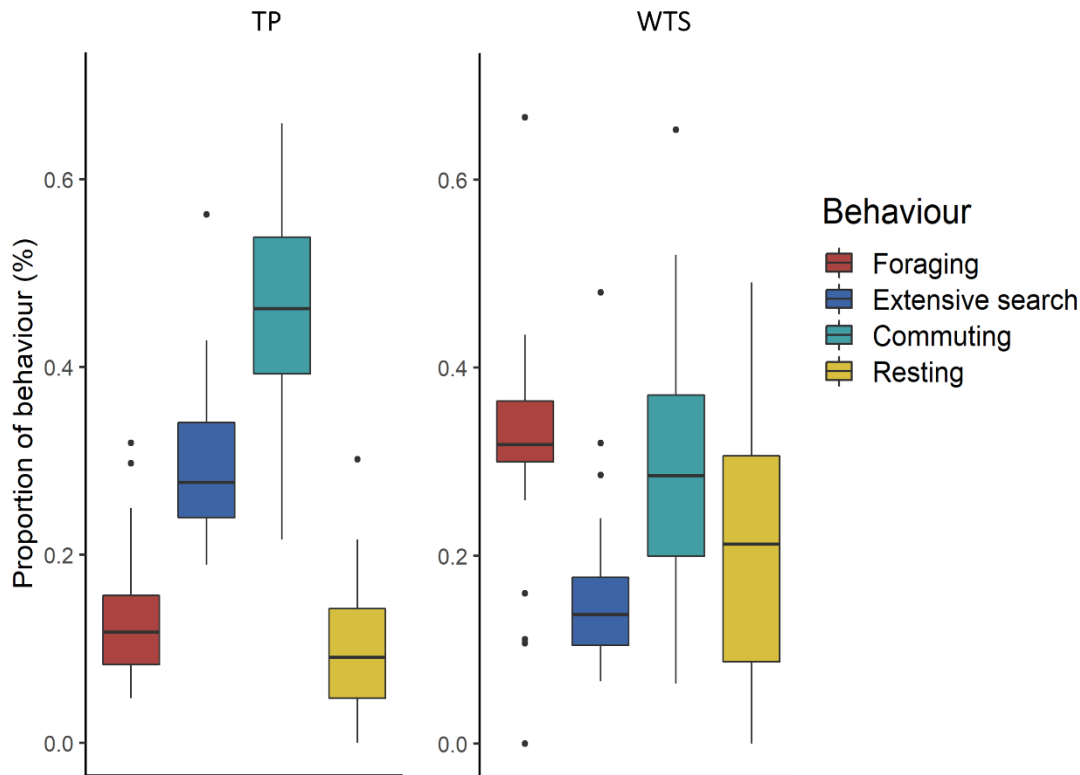 TP
WTS
Proportion of behaviour (%)
0.6
0.4
0.2
0.0
0.6
0.4
0.2
0.0
Behaviour
Foraging
Extensive search
Commuting
Resting